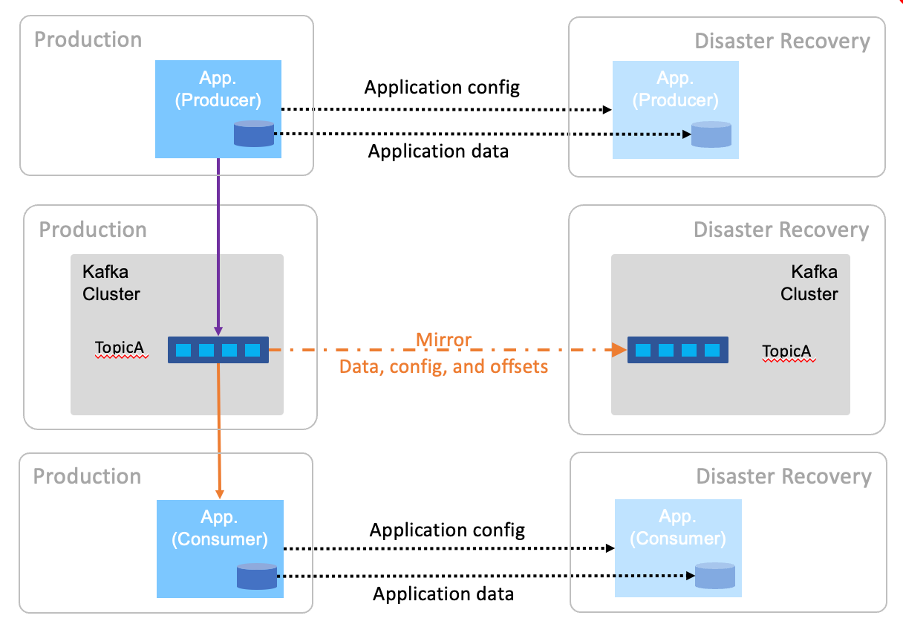 Production
Disaster Recovery
App.
(Producer)
Application config
App.
(Producer)
Application data
Production
Disaster Recovery
Kafka
Cluster
Kafka
Cluster
TopicA
Mirror
TopicA
Data, config, and offsets
Production
Disaster Recovery
App.
(Consumer)
Application config
App.
(Consumer)
Application data